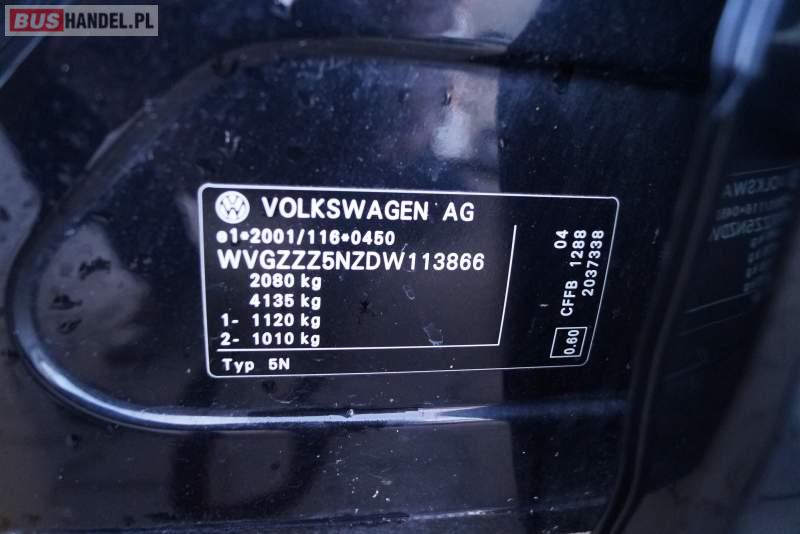 BUSHANDEL.PL
VOLKSWAGEN AG
e1*2001/116*0450
WVGZZZ5NZDW113866
2080 kg
4135 kg
1- 1120 kg
2- 1010 kg
Typ 5N
04
CFFB 1288
2037338
0.60